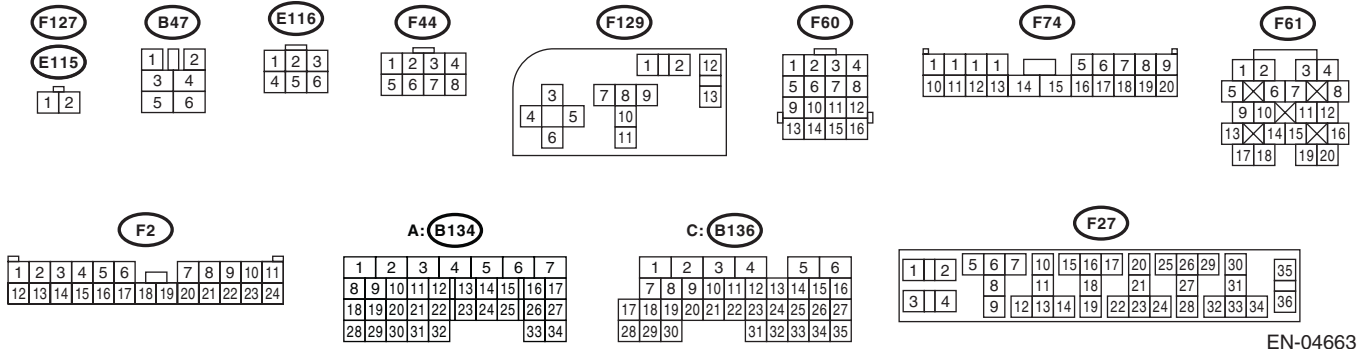 F127
E115
1 2
B47
1 2
3 4
5 6
E116
1 2 3
4 5 6
F44
1 2 3 4
5 6 7 8
F129
1 2 12
3 7 8 9 13
4 5 10
6 11
F60
1 2 3 4
5 6 7 8
9 10 11 12
13 14 15 16
F74
1 1 1 1 5 6 7 8 9
10 11 12 13 14 15 16 17 18 19 20
F61
1 2 3 4
5 6 7 8
9 10 11 12
13 14 15 16
17 18 19 20
F2
1 2 3 4 5 6 7 8 9 10 11
12 13 14 15 16 17 18 19 20 21 22 23 24
A: B134
1 2 3 4 5 6 7
8 9 10 11 12 13 14 15 16 17
18 19 20 21 22 23 24 25 26 27
28 29 30 31 32 33 34
C: B136
1 2 3 4 5 6
7 8 9 10 11 12 13 14 15 16
17 18 19 20 21 22 23 24 25 26 27
28 29 30 31 32 33 34 35
F27
1 2 5 6 7 10 15 16 17 20 25 26 29 30 35
8 11 18 21 27 31
3 4 9 12 13 14 19 22 23 24 28 32 33 34 36
EN-04663